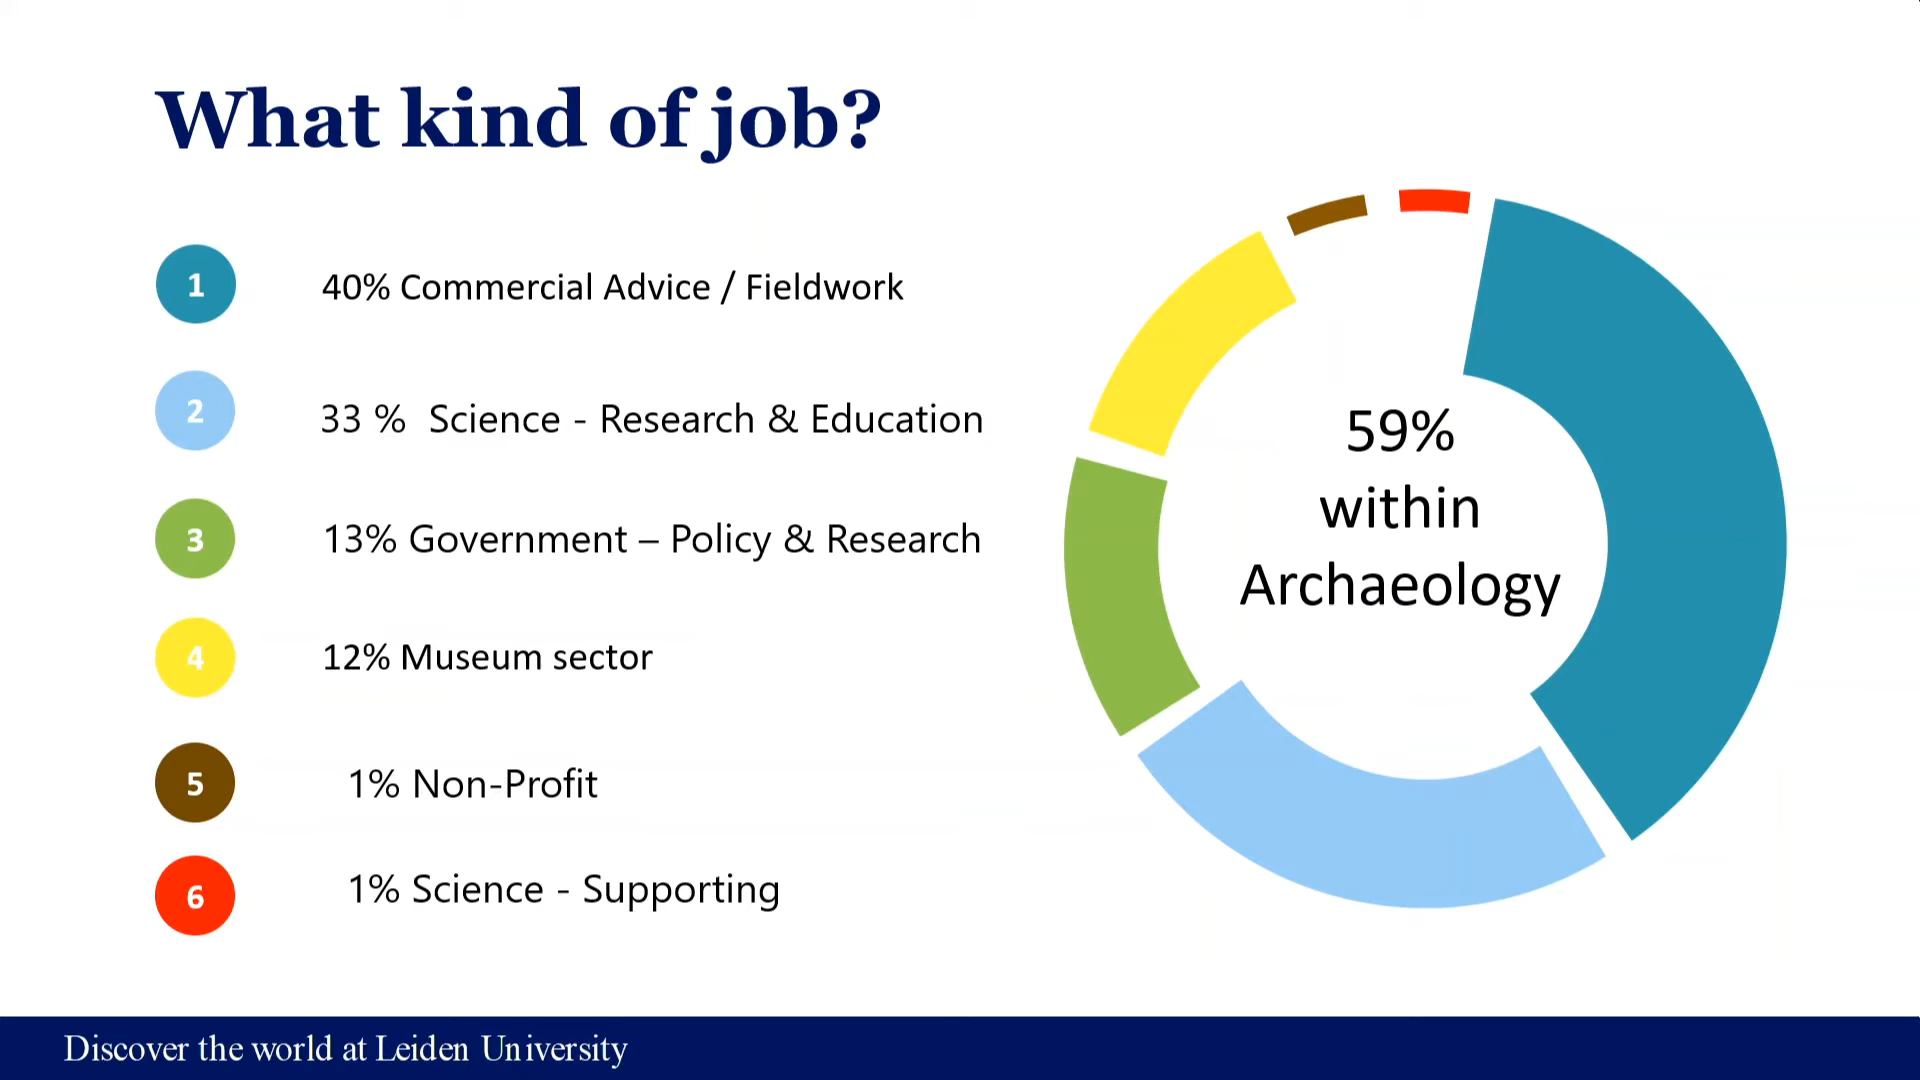 What kind of job?
1
40% Commercial Advice / Fieldwork
2
33 % Science - Research & Education
3
13% Government – Policy & Research
4
12% Museum sector
5
1% Non-Profit
6
1% Science - Supporting
59%
within
Archaeology
Discover the world at Leiden University